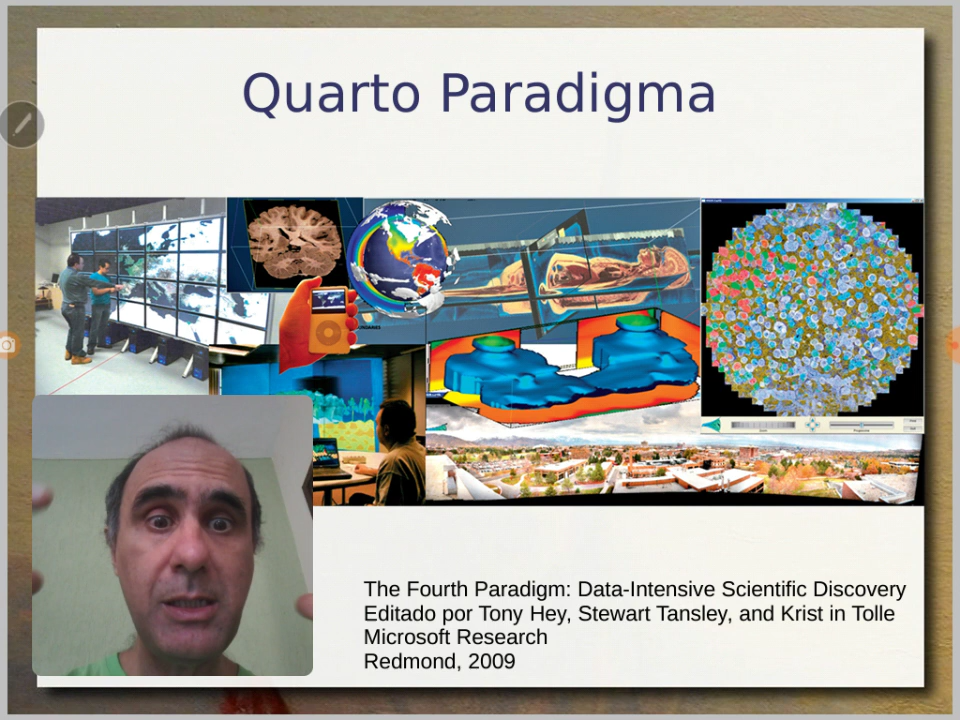 Quarto Paradigma
The Fourth Paradigm: Data-Intensive Scientific Discovery
Editado por Tony Hey, Stewart Tansley, and Krist in Tolle
Microsoft Research
Redmond, 2009